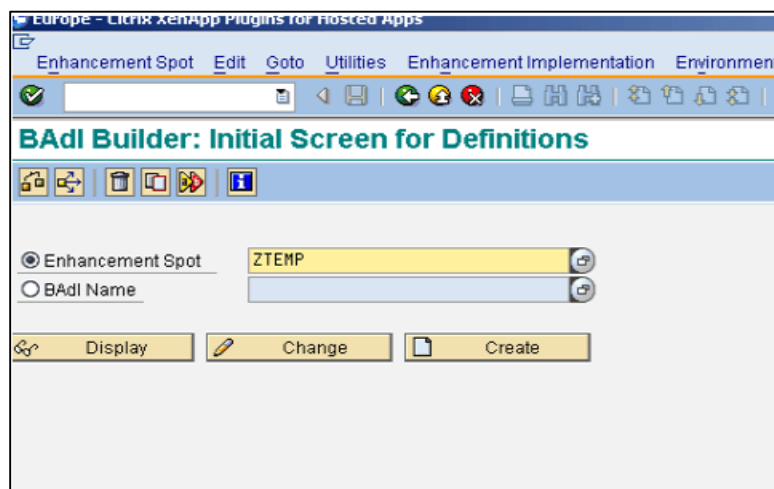 Europe - Citrix XenApp Plugins for Hosted Apps
Enhancement Spot Edit Goto Utilities Enhancement Implementation Environmen
BAdI Builder: Initial Screen for Definitions
Enhancement Spot ZTEMP
BAdI Name
Display Change Create